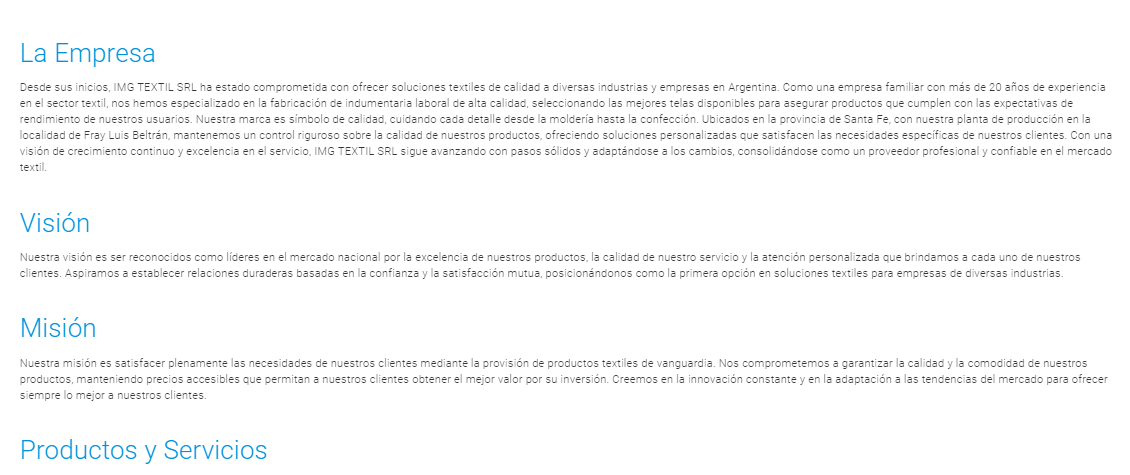 La Empresa
Desde sus inicios, IMG TEXTIL SRL ha estado comprometida con ofrecer soluciones textiles de calidad a diversas industrias y empresas en Argentina. Como una empresa familiar con más de 20 años de experiencia
en el sector textil, nos hemos especializado en la fabricación de indumentaria laboral de alta calidad, seleccionando las mejores telas disponibles para asegurar productos que cumplen con las expectativas de
rendimiento de nuestros usuarios. Nuestra marca es símbolo de calidad, cuidando cada detalle desde la moldería hasta la confección. Ubicados en la provincia de Santa Fe, con nuestra planta de producción en la
localidad de Fray Luis Beltrán, mantenemos un control riguroso sobre la calidad de nuestros productos, ofreciendo soluciones personalizadas que satisfacen las necesidades específicas de nuestros clientes. Con una
visión de crecimiento continuo y excelencia en el servicio, IMG TEXTIL SRL sigue avanzando con pasos sólidos y adaptándose a los cambios, consolidándose como un proveedor profesional y confiable en el mercado
textil.
Visión
Nuestra visión es ser reconocidos como líderes en el mercado nacional por la excelencia de nuestros productos, la calidad de nuestro servicio y la atención personalizada que brindamos a cada uno de nuestros
clientes. Aspiramos a establecer relaciones duraderas basadas en la confianza y la satisfacción mutua, posicionándonos como la primera opción en soluciones textiles para empresas de diversas industrias.
Misión
Nuestra misión es satisfacer plenamente las necesidades de nuestros clientes mediante la provisión de productos textiles de vanguardia. Nos comprometemos a garantizar la calidad y la comodidad de nuestros
productos, manteniendo precios accesibles que permitan a nuestros clientes obtener el mejor valor por su inversión. Creemos en la innovación constante y en la adaptación a las tendencias del mercado para ofrecer
siempre lo mejor a nuestros clientes.
Productos y Servicios